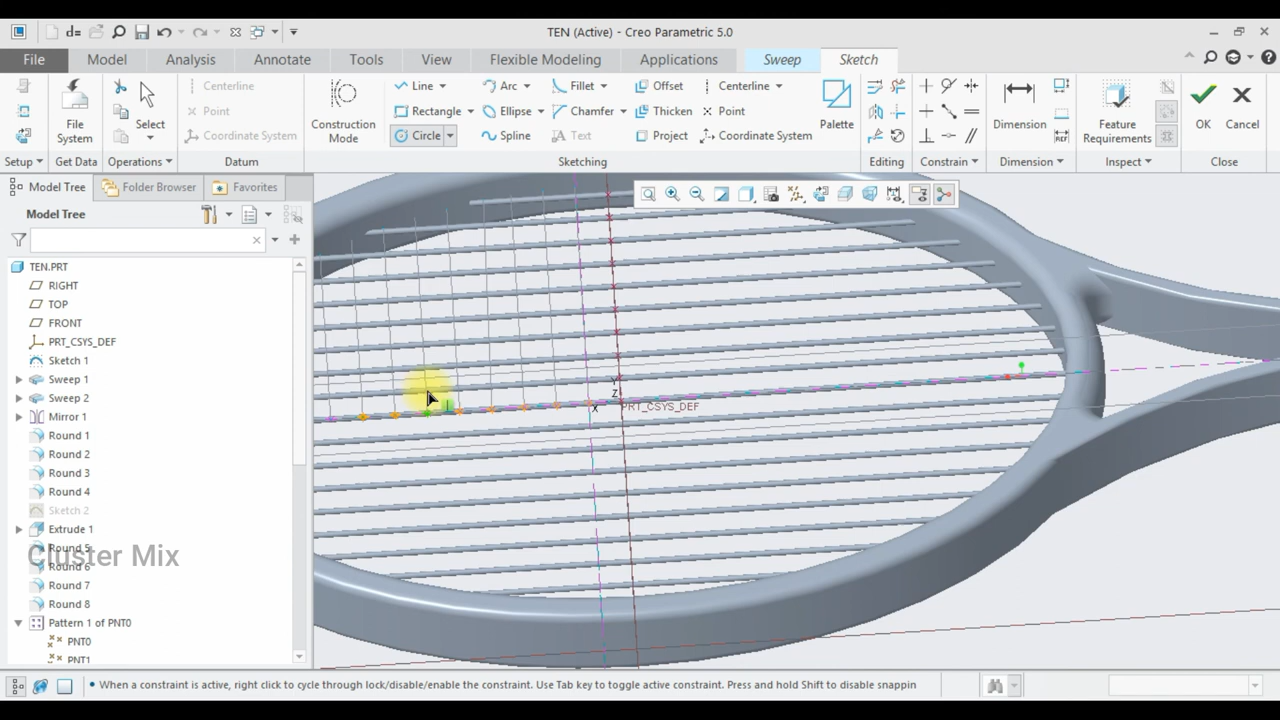 TEN (Active) - Creo Parametric 5.0
File Model Analysis Annotate Tools View Flexible Modeling Applications Sweep Sketch
Centerline Line Arc Fillet Offset Centerline
Point Rectangle Ellipse Chamfer Thicken Point
File System Select Coordinate System Construction Mode Circle Spline Text Project Coordinate System Palette Dimension Feature Requirements OK Cancel
Setup Get Data Operations Datum Sketching Editing Constrain Dimension Inspect Close
Model Tree Folder Browser Favorites
Model Tree
TEN.PRT
RIGHT
TOP
FRONT
PRT_CSYS_DEF
Sketch 1
Sweep 1
Sweep 2
Mirror 1
Round 1
Round 2
Round 3
Round 4
Sketch 2
Extrude 1
Round 5
Cluster Mix
Round 6
Round 7
Round 8
Pattern 1 of PNT0
PNT0
PNT1
Y
Z
X PRT_CSYS_DEF
• When a constraint is active, right click to cycle through lock/disable/enable the constraint. Use Tab key to toggle active constraint. Press and hold Shift to disable snappin